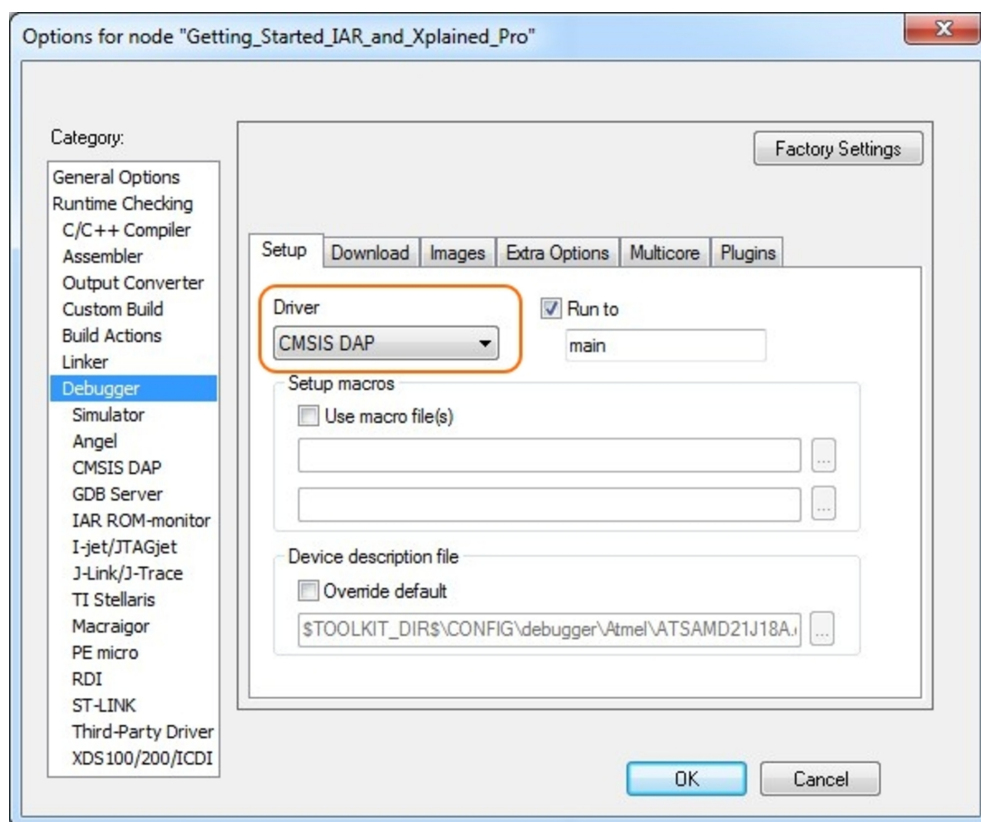 Options for node "Getting_Started_IAR_and_Xplained_Pro"
Category:
Factory Settings
General Options
Runtime Checking
C/C++ Compiler
Assembler
Output Converter
Custom Build
Build Actions
Linker
Debugger
Simulator
Angel
CMSIS DAP
GDB Server
IAR ROM-monitor
I-jet/JTAGjet
J-Link/J-Trace
TI Stellaris
Macraigor
PE micro
RDI
ST-LINK
Third-Party Driver
XDS100/200/ICDI
Setup Download Images Extra Options Multicore Plugins
Driver
CMSIS DAP
Run to
main
Setup macros
Use macro file(s)
...
...
Device description file
Override default
$TOOLKIT_DIR$\CONFIG\debugger\Atmel\ATSAMD21J18A.
...
OK Cancel